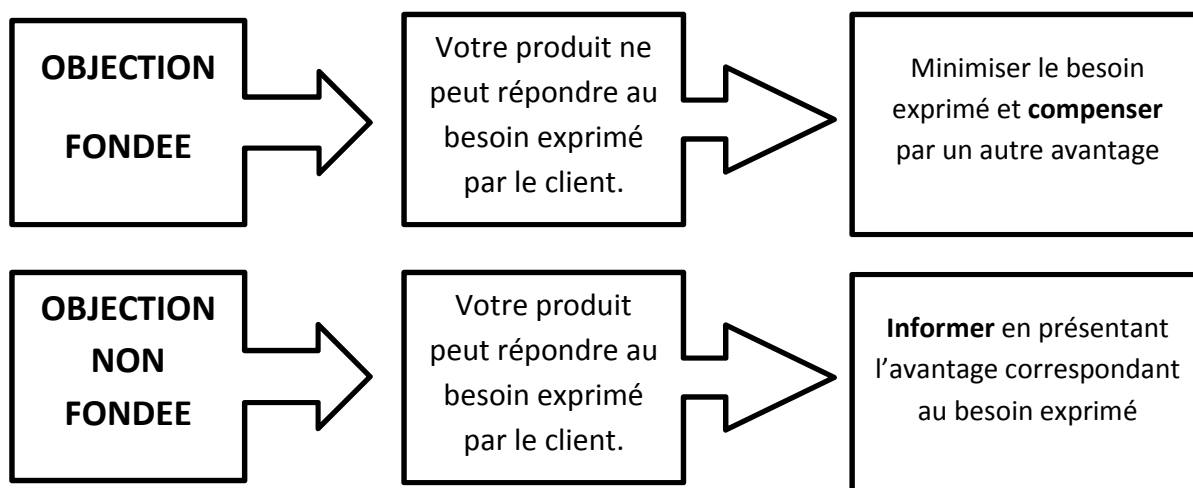 OBJECTION
FONDEE
Votre produit ne
peut répondre au
besoin exprimé
par le client.
Minimiser le besoin
exprimé et compenser
par un autre avantage
OBJECTION
NON
FONDEE
Votre produit
peut répondre au
besoin exprimé
par le client.
Informer en présentant
l’avantage correspondant
au besoin exprimé